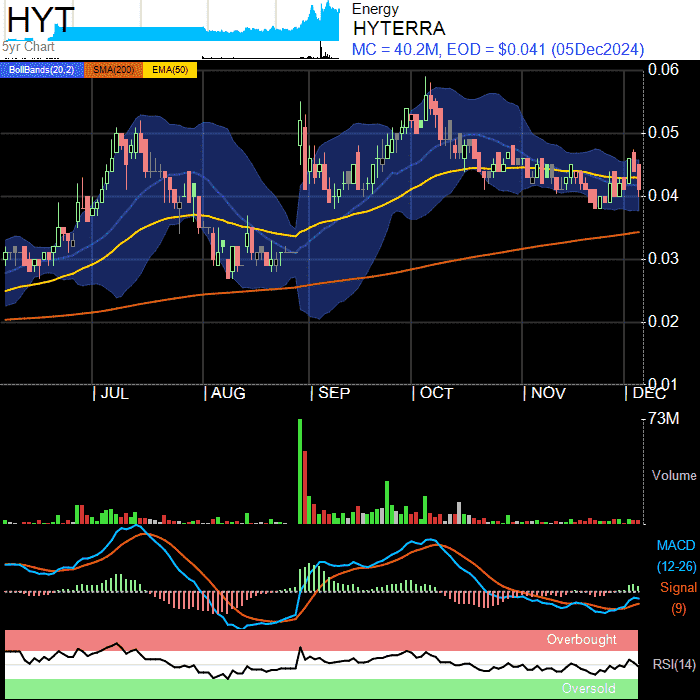 HYT
5yr Chart
Energy
HYTERRA
MC = 40.2M, EOD = $0.041 (05Dec2024)
BollBands(20,2) SMA(200) EMA(50)
0.06
0.05
0.04
0.03
0.02
0.01
JUL AUG SEP OCT NOV DEC
73M
Volume
MACD
(12-26)
Signal
(9)
Overbought
RSI(14)
Oversold